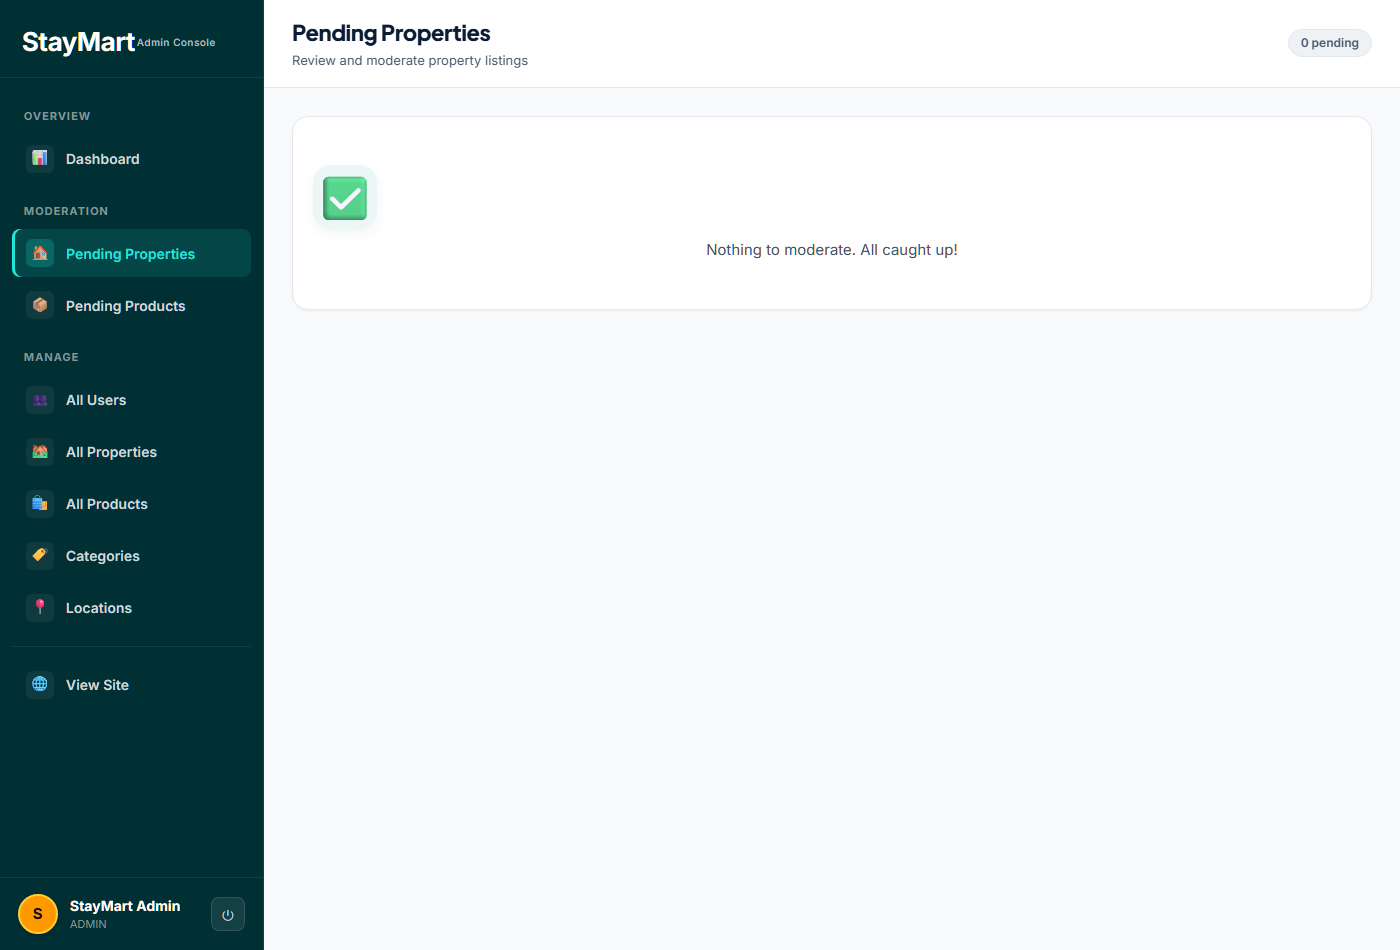 StayMart Admin Console
OVERVIEW
Dashboard
MODERATION
Pending Properties
Pending Products
MANAGE
All Users
All Properties
All Products
Categories
Locations
View Site
S
StayMart Admin
ADMIN
Pending Properties
Review and moderate property listings
0 pending
Nothing to moderate. All caught up!